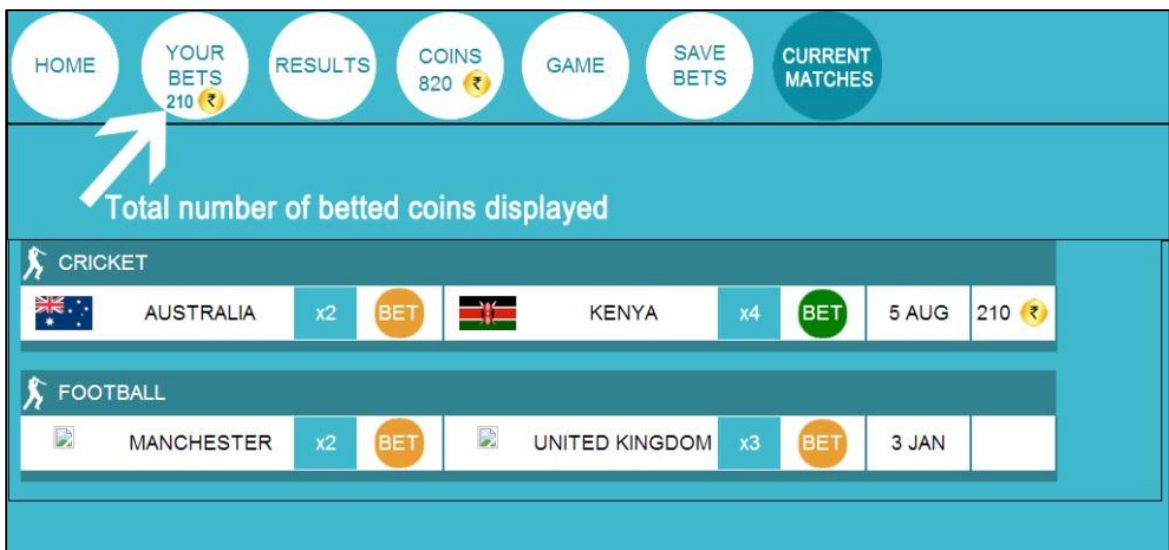 HOME
YOUR
BETS
210 ₹
RESULTS
COINS
820 ₹
GAME
SAVE
BETS
CURRENT
MATCHES
Total number of betted coins displayed
CRICKET
AUSTRALIA x2 BET KENYA x4 BET 5 AUG 210 ₹
FOOTBALL
MANCHESTER x2 BET UNITED KINGDOM x3 BET 3 JAN